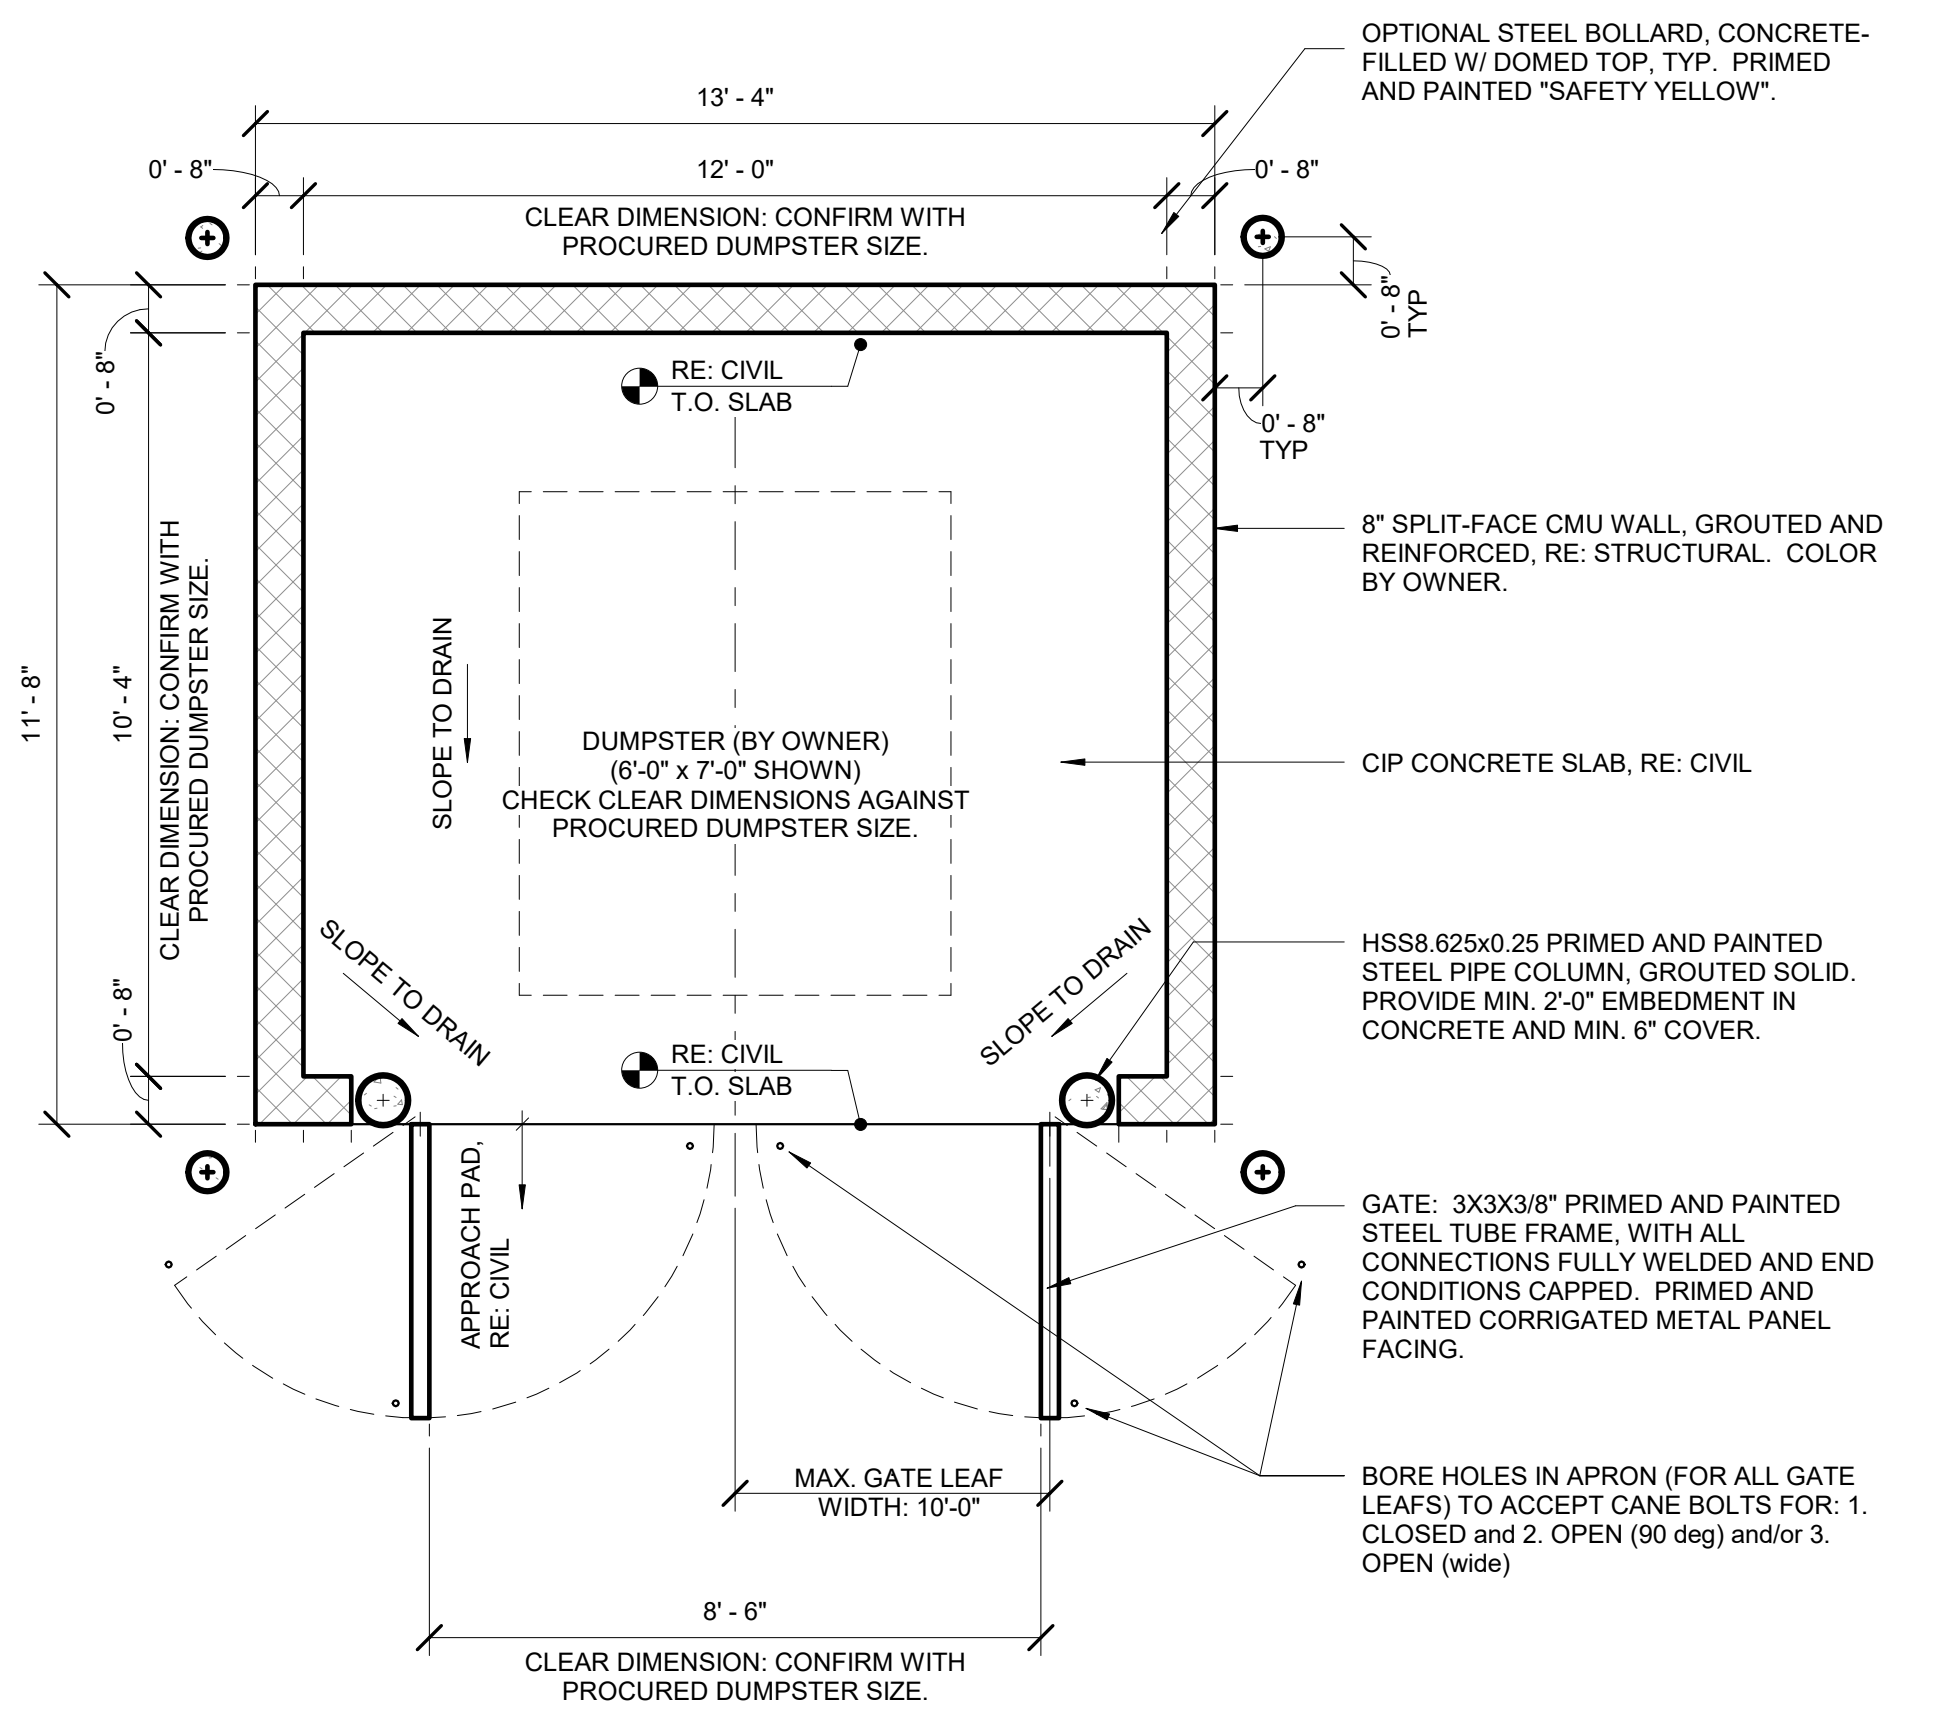 OPTIONAL STEEL BOLLARD, CONCRETE-
FILLED W/ DOMED TOP, TYP.  PRIMED
AND PAINTED "SAFETY YELLOW".
13' - 4"
0' - 8"
12' - 0"
0' - 8"
CLEAR DIMENSION: CONFIRM WITH
PROCURED DUMPSTER SIZE.
0' - 8"
TYP
0' - 8"
TYP
0' - 8"
RE: CIVIL
T.O. SLAB
8" SPLIT-FACE CMU WALL, GROUTED AND
REINFORCED, RE: STRUCTURAL.  COLOR
BY OWNER.
11' - 8"
10' - 4"
CLEAR DIMENSION: CONFIRM WITH
PROCURED DUMPSTER SIZE.
SLOPE TO DRAIN
DUMPSTER (BY OWNER)
(6'-0" x 7'-0" SHOWN)
CHECK CLEAR DIMENSIONS AGAINST
PROCURED DUMPSTER SIZE.
CIP CONCRETE SLAB, RE: CIVIL
SLOPE TO DRAIN
SLOPE TO DRAIN
HSS8.625x0.25 PRIMED AND PAINTED
STEEL PIPE COLUMN, GROUTED SOLID.
PROVIDE MIN. 2'-0" EMBEDMENT IN
CONCRETE AND MIN. 6" COVER.
0' - 8"
RE: CIVIL
T.O. SLAB
APPROACH PAD,
RE: CIVIL
GATE:  3X3X3/8" PRIMED AND PAINTED
STEEL TUBE FRAME, WITH ALL
CONNECTIONS FULLY WELDED AND END
CONDITIONS CAPPED.  PRIMED AND
PAINTED CORRIGATED METAL PANEL
FACING.
MAX. GATE LEAF
WIDTH: 10'-0"
BORE HOLES IN APRON (FOR ALL GATE
LEAFS) TO ACCEPT CANE BOLTS FOR: 1.
CLOSED and 2. OPEN (90 deg) and/or 3.
OPEN (wide)
8' - 6"
CLEAR DIMENSION: CONFIRM WITH
PROCURED DUMPSTER SIZE.